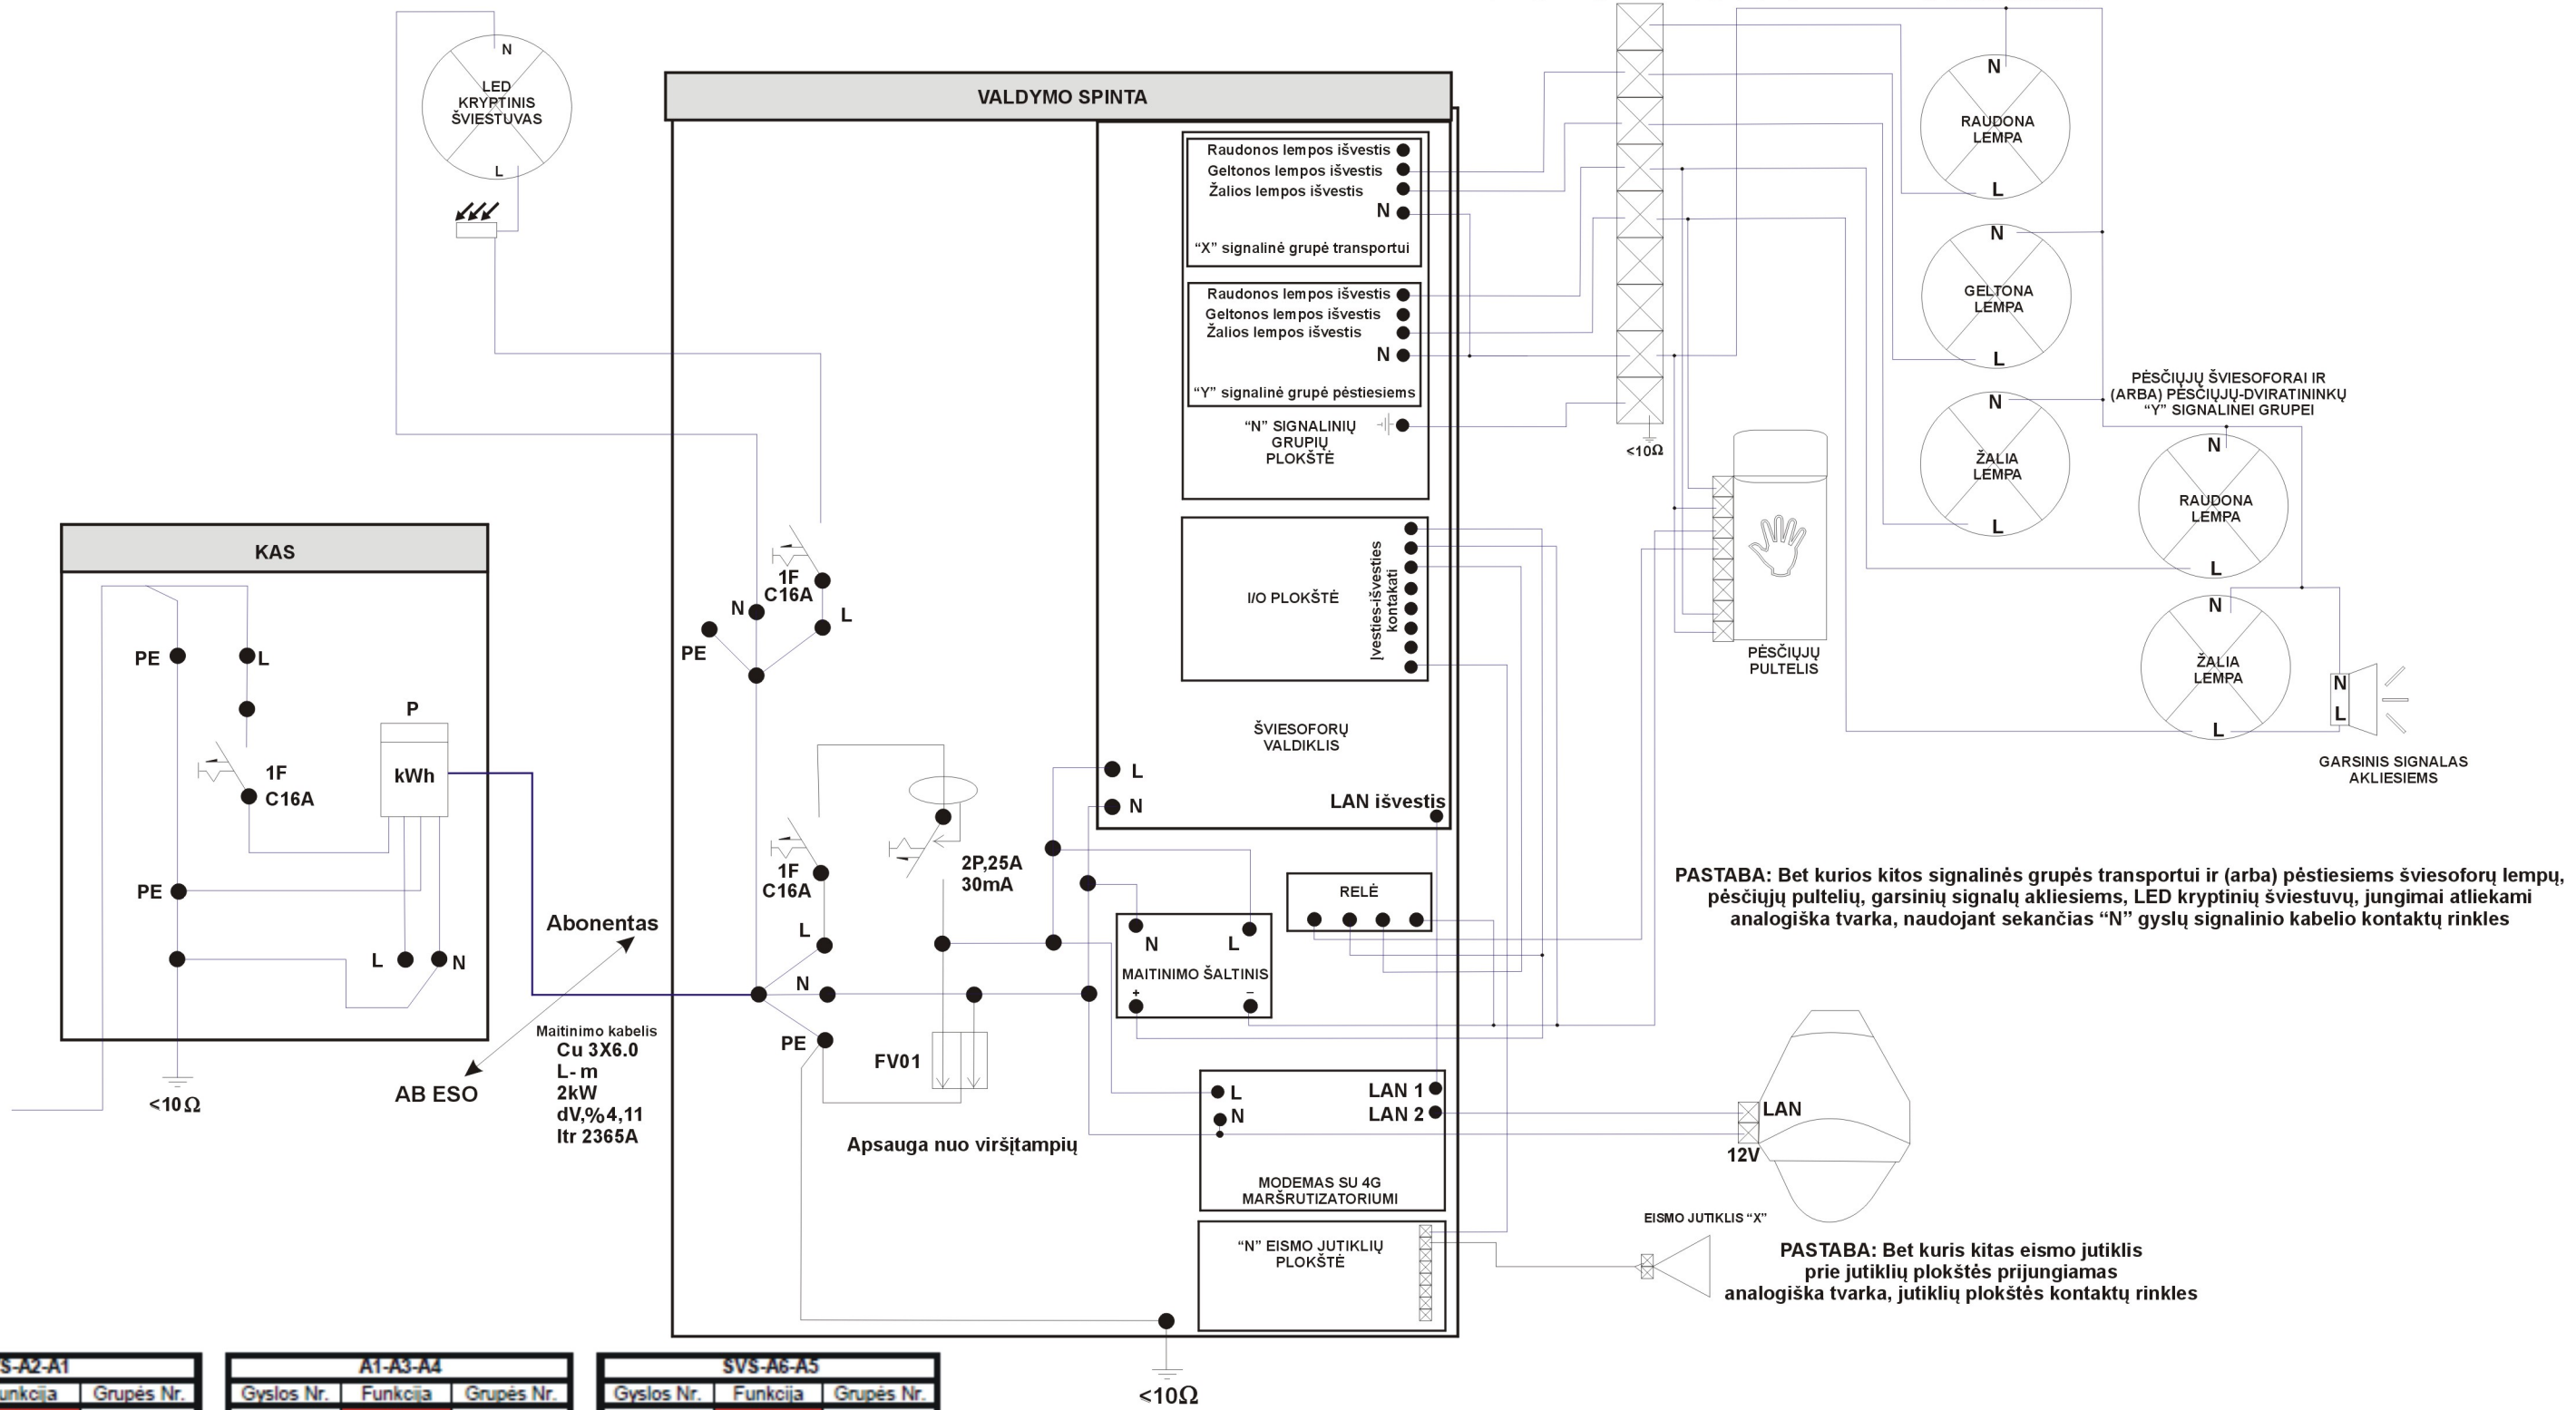 N
LED
KRYPTINIS
ŠVIESTUVAS
L
VALDYMO SPINTA
Raudonos lempos išvestis
Geltonos lempos išvestis
Žalios lempos išvestis
N
“X” signalinė grupė transportui
Raudonos lempos išvestis
Geltonos lempos išvestis
Žalios lempos išvestis
N
“Y” signalinė grupė pėstiesiems
“N” SIGNALINIŲ
GRUPIŲ
PLOKŠTĖ
I/O PLOKŠTĖ
Įvesties-išvesties
kontakati
ŠVIESOFORŲ
VALDIKLIS
L
N
LAN išvestis
<10Ω
N
RAUDONA
LEMPA
L
N
GELTONA
LEMPA
L
N
ŽALIA
LEMPA
L
PĖSČIŲJŲ ŠVIESOFORAI IR
(ARBA) PĖSČIŲJŲ-DVIRATININKŲ
“Y” SIGNALINEI GRUPEI
N
RAUDONA
LEMPA
L
N
ŽALIA
LEMPA
L
N
L
GARSINIS SIGNALAS
AKLIESIEMS
PĖSČIŲJŲ
PULTELIS
KAS
PE
L
1F
C16A
P
kWh
PE
L
N
<10Ω
Abonentas
AB ESO
Maitinimo kabelis
Cu 3X6.0
L- m
2kW
dV,%4,11
Itr 2365A
1F
C16A
N
L
PE
1F
C16A
2P,25A
30mA
L
N
PE
FV01
Apsauga nuo viršįtampių
RELĖ
N
L
MAITINIMO ŠALTINIS
+
–
L
N
LAN 1
LAN 2
MODEMAS SU 4G
MARŠRUTIZATORIUMI
“N” EISMO JUTIKLIŲ
PLOKŠTĖ
<10Ω
PASTABA: Bet kurios kitos signalinės grupės transportui ir (arba) pėstiesiems šviesoforų lempų,
pėsčiųjų pultelių, garsinių signalų akliesiems, LED kryptinių šviestuvų, jungimai atliekami
analogiška tvarka, naudojant sekančias “N” gyslų signalinio kabelio kontaktų rinkles
LAN
12V
EISMO JUTIKLIS “X”
PASTABA: Bet kuris kitas eismo jutiklis
prie jutiklių plokštės prijungiamas
analogiška tvarka, jutiklių plokštės kontaktų rinkles
S-A2-A1
unkcija Grupės Nr.
A1-A3-A4
Gyslos Nr. Funkcija Grupės Nr.
SVS-A6-A5
Gyslos Nr. Funkcija Grupės Nr.